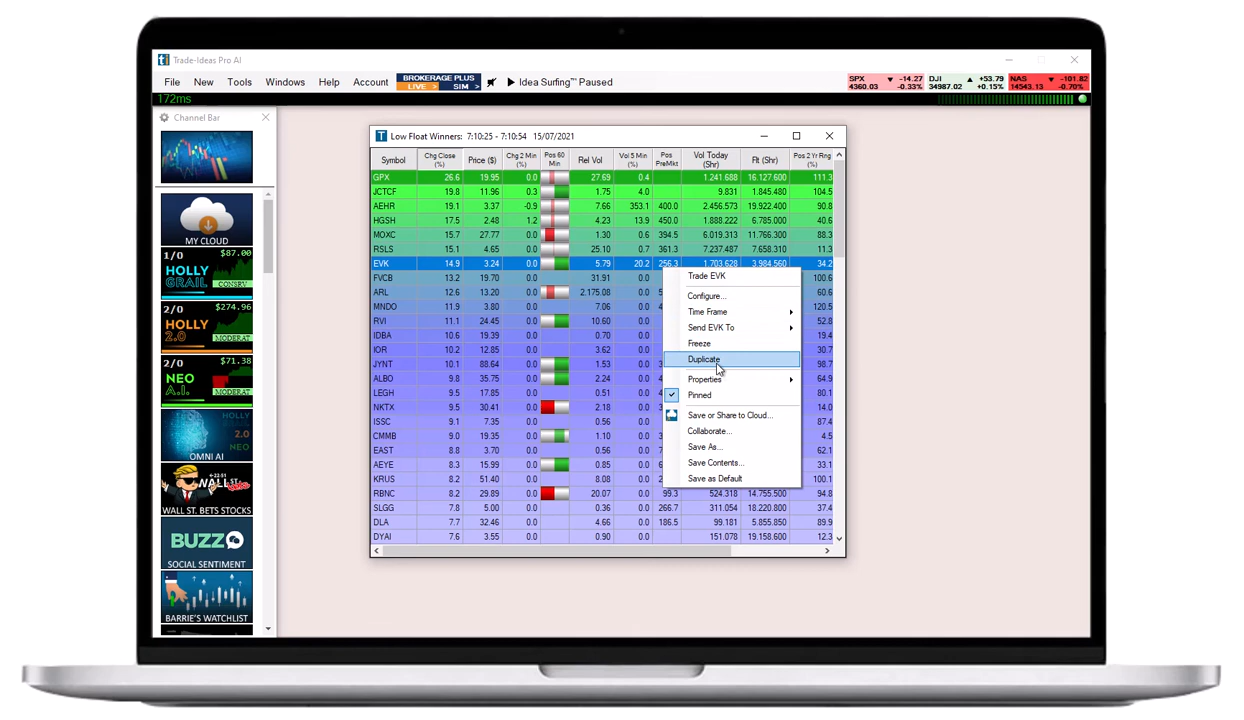 Trade-Ideas Pro AI
File New Tools Windows Help Account BROKERAGE PLUS LIVE > SIM > Idea Surfing™ Paused
SPX -14.27 DJI +53.79 NAS -101.82
4360.03 -0.33% 34987.02 +0.15% 14543.13 -0.70%
172ms
Channel Bar
MY CLOUD
1/0 $87.00
HOLLY
GRAIL CONSRV
2/0 $274.96
HOLLY
2.0 MODERAT
2/0 $71.38
NEO
A.I. MODERAT
HOLLY
2.0
NEO
OMNI AI
WALL
WALL ST. BETS STOCKS
BUZZ
SOCIAL SENTIMENT
BARRIE'S WATCHLIST
Low Float Winners: 7:10:25 - 7:10:54 15/07/2021
Symbol Chg Close (%) Price ($) Chg 2 Min (%) Pos 60 Min Rel Vol Vol 5 Min (%) Pos PreMkt Vol Today (Shr) Flt (Shr) Pos 2 Yr Rng (%)
GPX 26.6 19.95 0.0 27.69 0.4 1.241.688 16.127.600 111.3
JCTCF 19.8 11.96 0.3 1.75 4.0 9.831 1.845.480 104.5
AEHR 19.1 3.37 -0.9 7.66 353.1 400.0 2.456.573 19.922.400 90.8
HGSH 17.5 2.48 1.2 4.23 13.9 450.0 1.888.222 6.785.000 40.6
MOXC 15.7 27.77 0.0 1.30 0.6 394.5 6.019.313 11.766.300 88.3
RSLS 15.1 4.65 0.0 25.10 0.7 361.3 7.237.487 7.658.310 11.3
EVK 14.9 3.24 0.0 5.79 20.2 256.3 1.703.628 3.984.560 34.2
FVCB 13.2 19.70 0.0 31.91 0.0 100.6
ARL 12.6 13.20 0.0 2.175.08 0.0 60.6
MNDO 11.9 3.80 0.0 7.06 0.0 120.5
RVI 11.1 24.45 0.0 10.60 0.0 52.8
IDBA 10.6 19.39 0.0 0.70 0.0 19.4
IOR 10.2 12.85 0.0 3.62 0.0 30.7
JYNT 10.1 88.64 0.0 1.53 0.0 98.7
ALBO 9.8 35.75 0.0 2.24 0.0 64.9
LEGH 9.5 17.85 0.0 0.51 0.0 80.1
NKTX 9.5 30.41 0.0 2.18 0.0 14.0
ISSC 9.1 7.35 0.0 0.56 0.0 87.4
CMMB 9.0 19.35 0.0 1.10 0.0 4.5
EAST 8.8 3.70 0.0 0.56 0.0 62.1
AEYE 8.3 15.99 0.0 0.85 0.0 33.1
KRUS 8.2 51.40 0.0 8.08 0.0 100.1
RBNC 8.2 29.89 0.0 20.07 0.0 99.3 524.318 14.755.500 94.8
SLGG 7.8 5.00 0.0 0.36 0.0 266.7 311.054 18.220.800 37.4
DLA 7.7 32.46 0.0 4.66 0.0 186.5 99.181 5.855.850 89.9
DYAI 7.6 3.55 0.0 0.90 0.0 151.078 19.158.600 12.3
Trade EVK
Configure...
Time Frame
Send EVK To
Freeze
Duplicate
Properties
Pinned
Save or Share to Cloud...
Collaborate...
Save As...
Save Contents...
Save as Default